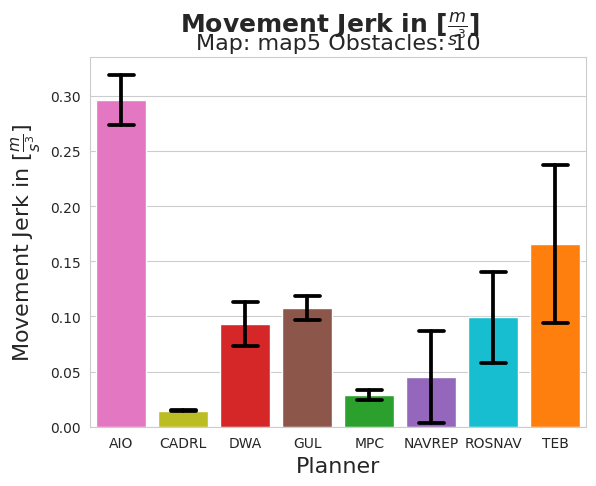 Movement Jerk in [m/s³]
Map: map5 Obstacles: 10
Movement Jerk in [m/s³]
0.30
0.25
0.20
0.15
0.10
0.05
0.00
AIO CADRL DWA GUL MPC NAVREP ROSNAV TEB
Planner